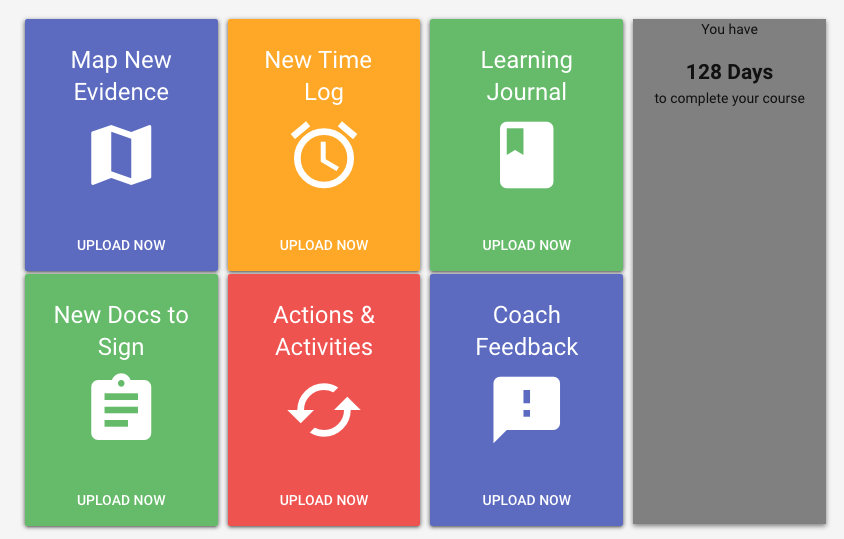 Map New
Evidence
UPLOAD NOW
New Time
Log
UPLOAD NOW
Learning
Journal
UPLOAD NOW
You have
128 Days
to complete your course
New Docs to
Sign
UPLOAD NOW
Actions &
Activities
UPLOAD NOW
Coach
Feedback
UPLOAD NOW